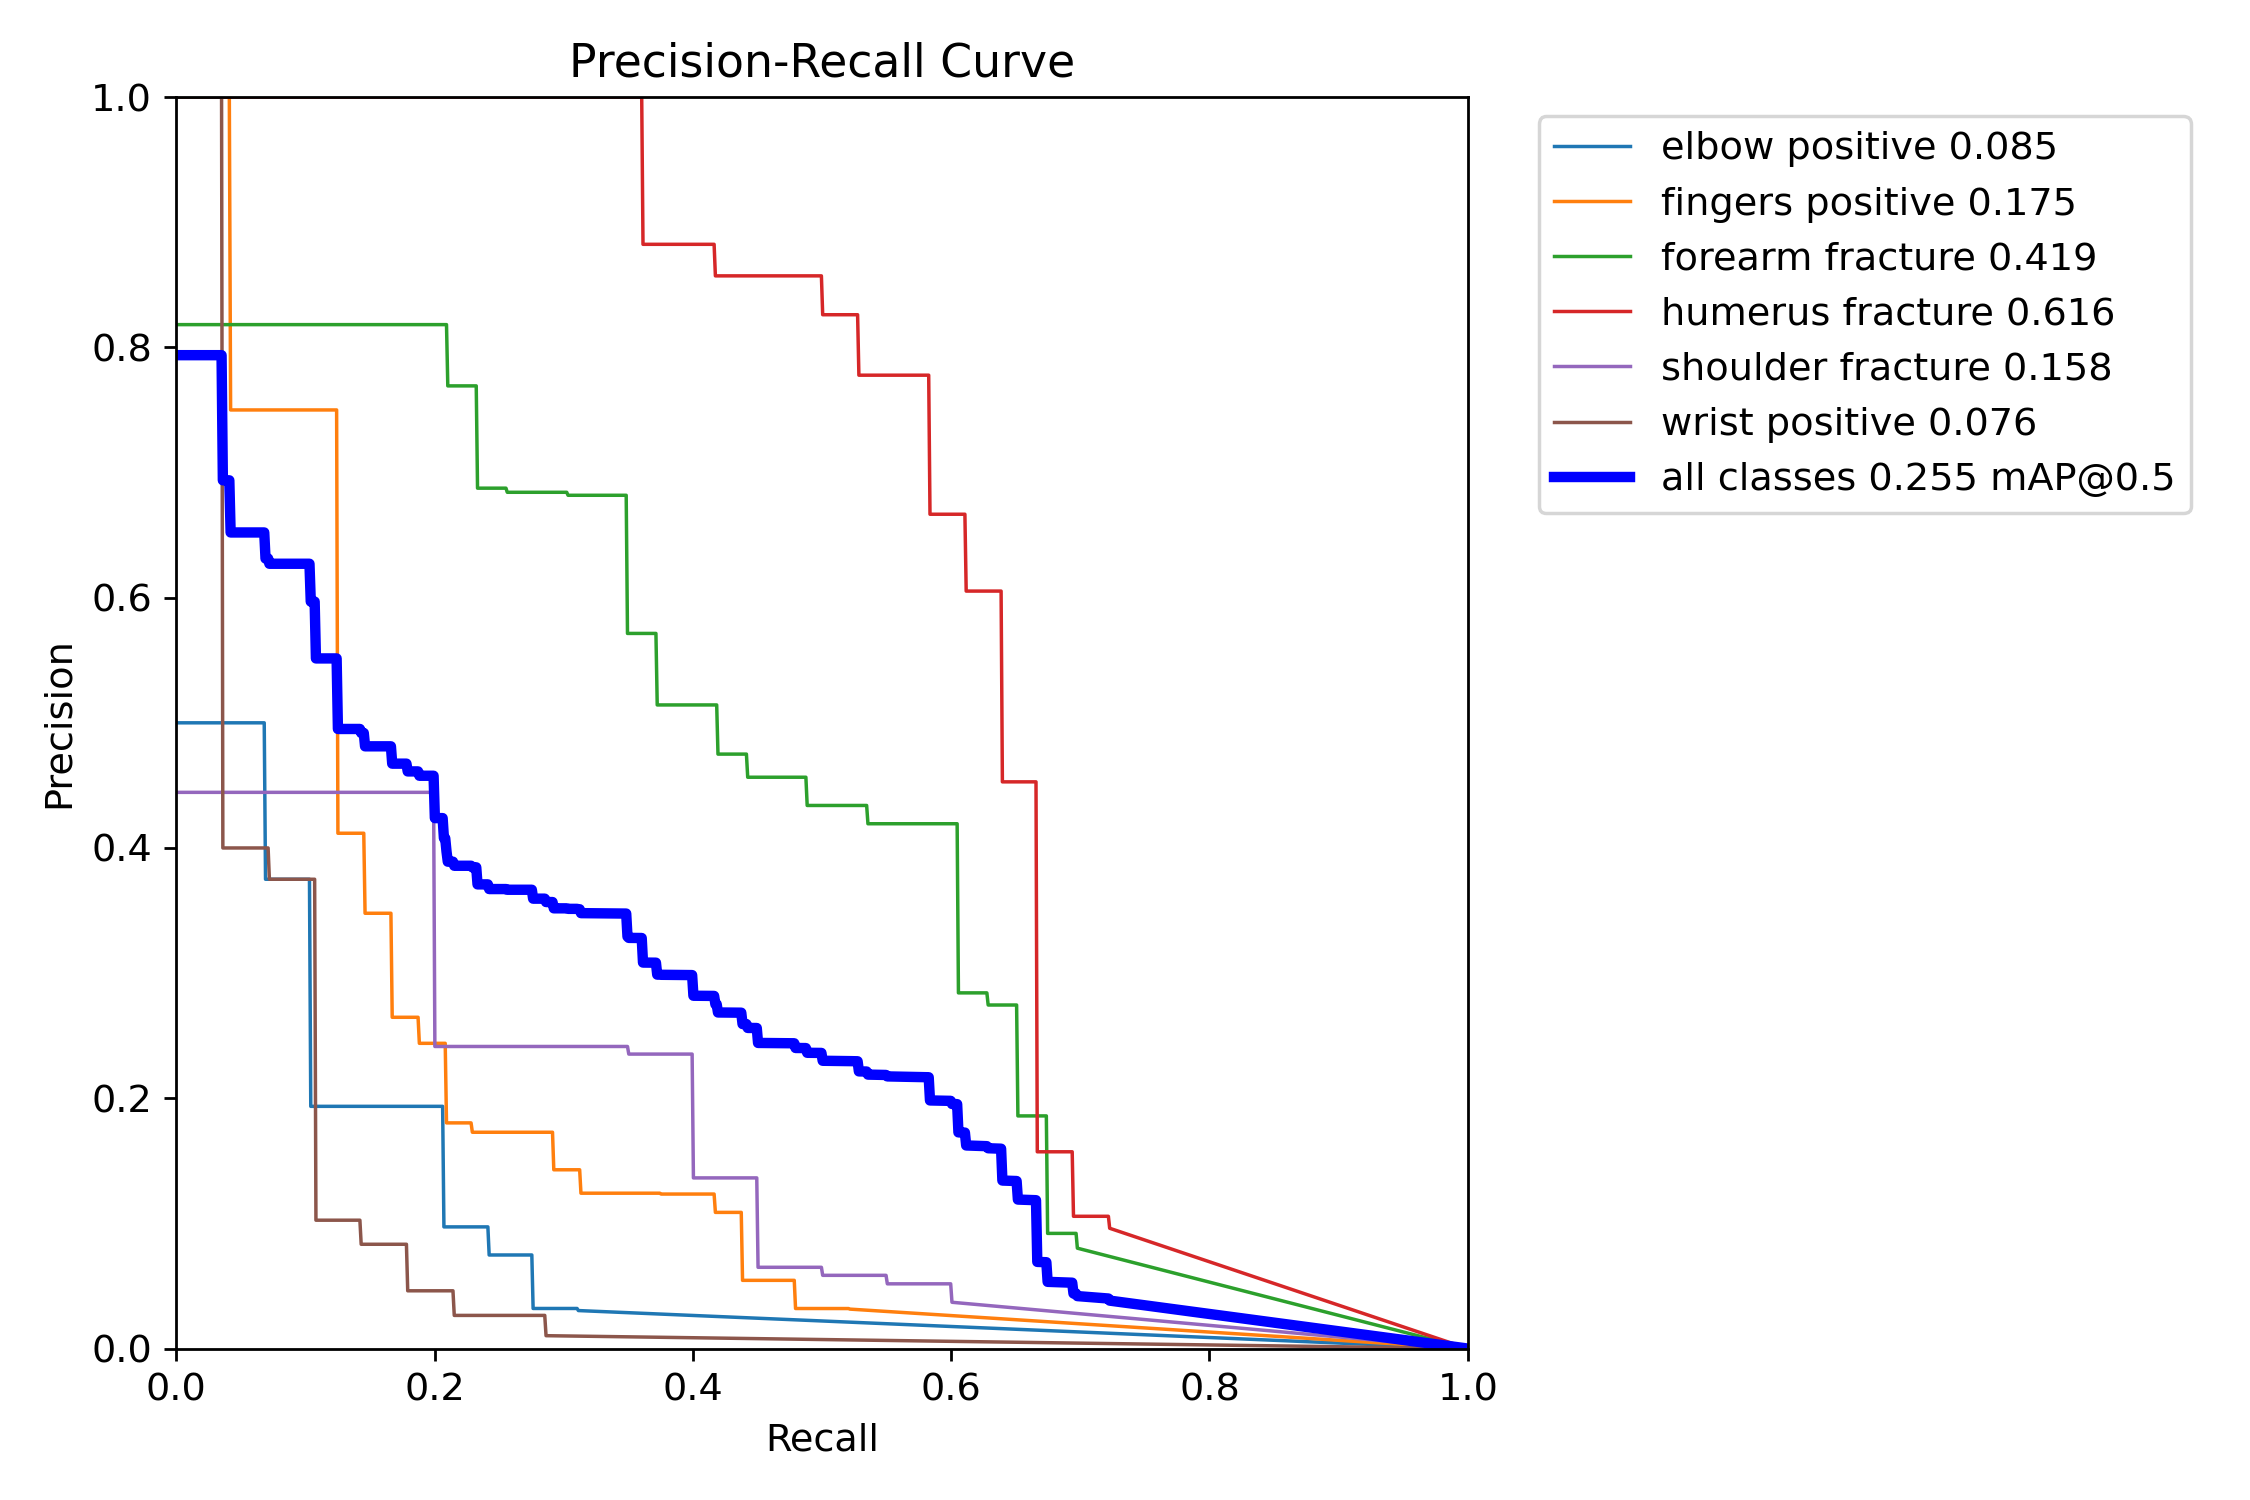 Precision-Recall Curve
1.0
0.8
0.6
0.4
0.2
0.0
Precision
0.0 0.2 0.4 0.6 0.8 1.0
Recall
elbow positive 0.085
fingers positive 0.175
forearm fracture 0.419
humerus fracture 0.616
shoulder fracture 0.158
wrist positive 0.076
all classes 0.255 mAP@0.5